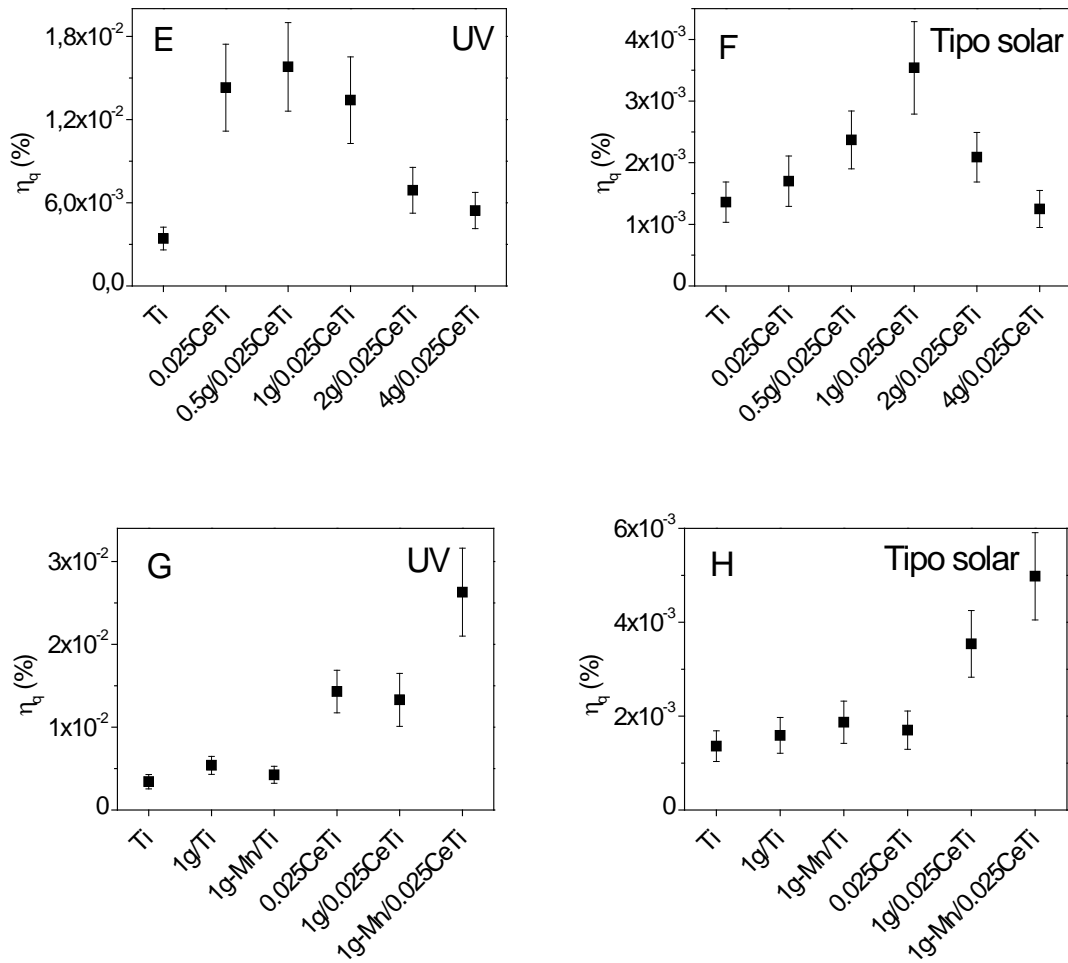 E
UV
1,8x10⁻²
1,2x10⁻²
6,0x10⁻³
0,0
η_q (%)
Ti
0.025CeTi
0.5g/0.025CeTi
1g/0.025CeTi
2g/0.025CeTi
4g/0.025CeTi
F
Tipo solar
4x10⁻³
3x10⁻³
2x10⁻³
1x10⁻³
0
η_q (%)
Ti
0.025CeTi
0.5g/0.025CeTi
1g/0.025CeTi
2g/0.025CeTi
4g/0.025CeTi
G
UV
3x10⁻²
2x10⁻²
1x10⁻²
0
η_q (%)
Ti
1g/Ti
1g-Mn/Ti
0.025CeTi
1g/0.025CeTi
1g-Mn/0.025CeTi
H
Tipo solar
6x10⁻³
4x10⁻³
2x10⁻³
0
η_q (%)
Ti
1g/Ti
1g-Mn/Ti
0.025CeTi
1g/0.025CeTi
1g-Mn/0.025CeTi